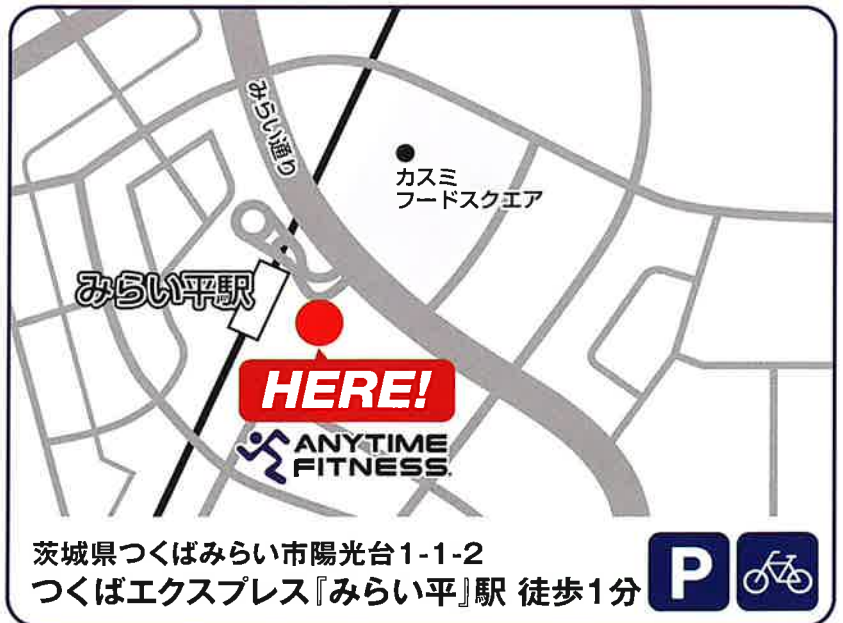 みらい通り
カスミ
フードスクエア
みらい平駅
HERE!
ANYTIME
FITNESS.
茨城県つくばみらい市陽光台1-1-2
つくばエクスプレス『みらい平』駅 徒歩1分
P